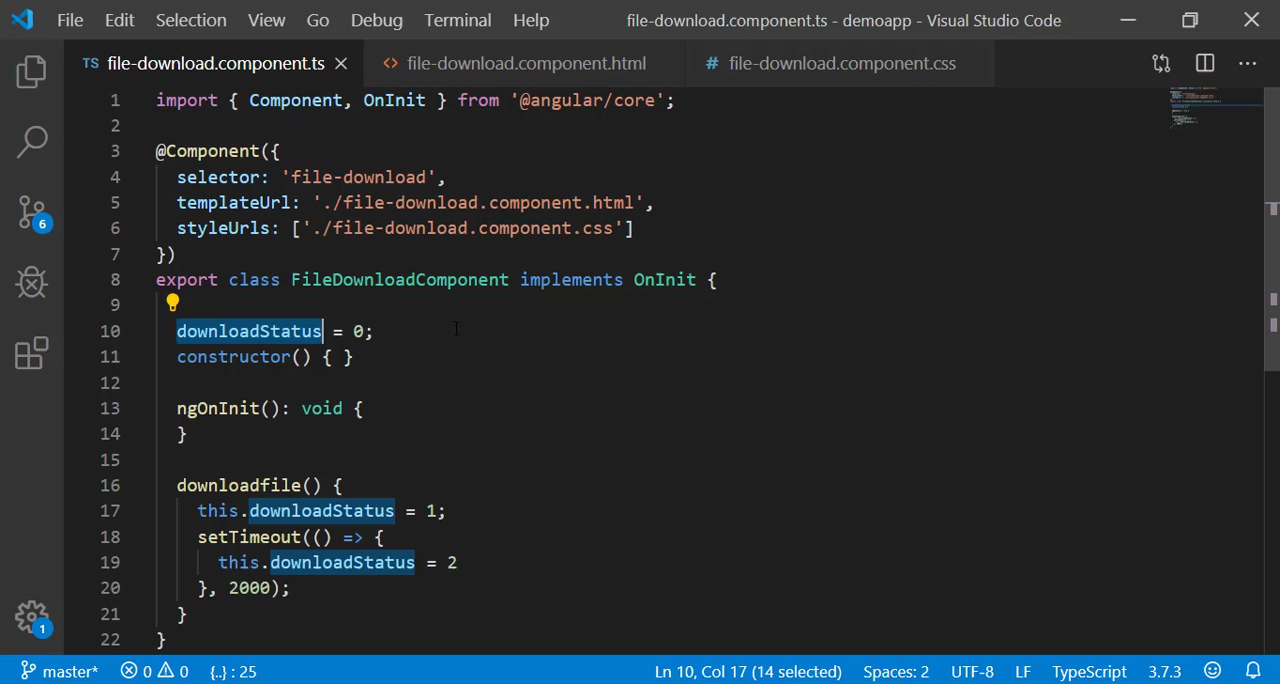 File Edit Selection View Go Debug Terminal Help file-download.component.ts - demoapp - Visual Studio Code
TS file-download.component.ts <> file-download.component.html # file-download.component.css
1 import { Component, OnInit } from '@angular/core';
2
3 @Component({
4 selector: 'file-download',
5 templateUrl: './file-download.component.html',
6 styleUrls: ['./file-download.component.css']
7 })
8 export class FileDownloadComponent implements OnInit {
9
10 downloadStatus = 0;
11 constructor() { }
12
13 ngOnInit(): void {
14 }
15
16 downloadfile() {
17 this.downloadStatus = 1;
18 setTimeout(() => {
19 this.downloadStatus = 2
20 }, 2000);
21 }
22 }
6
1
master* 0 0 {..} : 25 Ln 10, Col 17 (14 selected) Spaces: 2 UTF-8 LF TypeScript 3.7.3